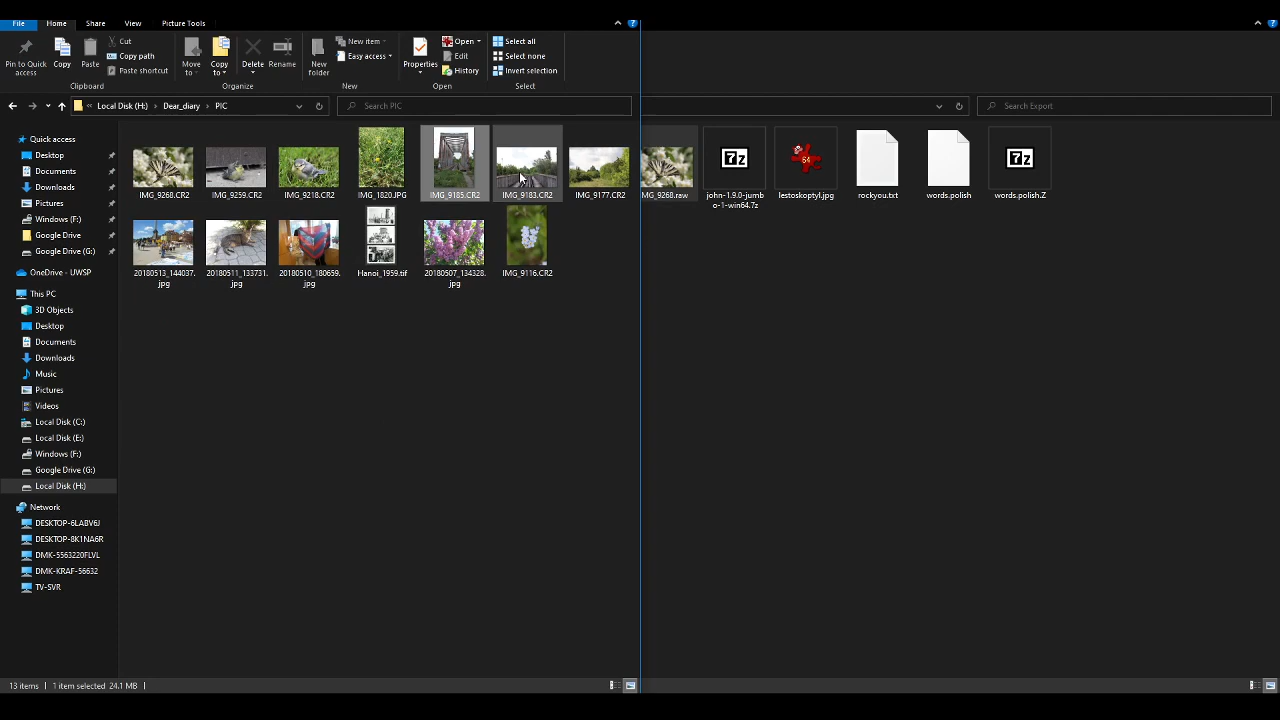 File Home Share View Picture Tools
Pin to Quick access
Copy
Paste
Cut
Copy path
Paste shortcut
Clipboard
Move to
Copy to
Delete
Rename
Organize
New folder
New item
Easy access
New
Properties
Open
Edit
History
Open
Select all
Select none
Invert selection
Select
« Local Disk (H:) > Dear_diary > PIC
Search PIC
Search Export
Quick access
Desktop
Documents
Downloads
Pictures
Windows (F:)
Google Drive
Google Drive (G:)
OneDrive - UWSP
This PC
3D Objects
Desktop
Documents
Downloads
Music
Pictures
Videos
Local Disk (C:)
Local Disk (E:)
Windows (F:)
Google Drive (G:)
Local Disk (H:)
Network
DESKTOP-6LABV6J
DESKTOP-8K1NA6R
DMK-5563220FLVL
DMK-KRAF-56632
TV-SVR
IMG_9268.CR2 IMG_9259.CR2 IMG_9218.CR2 IMG_1820.JPG IMG_9185.CR2 IMG_9183.CR2 IMG_9177.CR2
20180513_144037.jpg
20180511_133731.jpg
20180510_180659.jpg
Hanoi_1959.tif
20180507_134328.jpg
IMG_9116.CR2
7z
64
7z
MG_9268.raw
john-1.9.0-jumb
o-1-win64.7z
lestoskoptyl.jpg
rockyou.txt
words.polish
words.polish.Z
13 items 1 item selected 24.1 MB